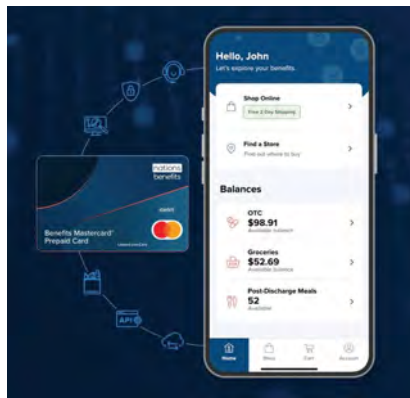 Hello, John
Let's explore your benefits.
Shop Online
Free 2 Day Shipping
Find a Store
Find out where to buy
Balances
OTC
$98.91
Available balance
Groceries
$52.69
Available balance
Post-Discharge Meals
52
Available
Home
Cart
Account
nations
benefits
debit
Benefits Mastercard®
Prepaid Card
API